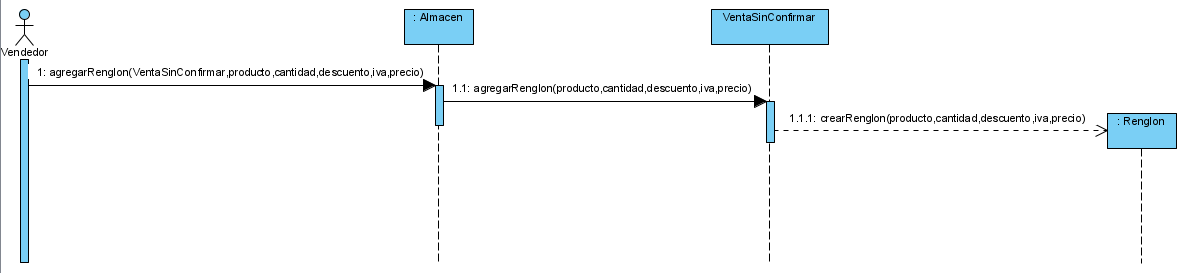 : Almacen
VentaSinConfirmar
Vendedor
1: agregarRenglon(VentaSinConfirmar,producto,cantidad,descuento,iva,precio)
1.1: agregarRenglon(producto,cantidad,descuento,iva,precio)
1.1.1: crearRenglon(producto,cantidad,descuento,iva,precio)
: Renglon